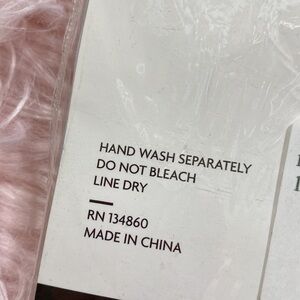 HAND WASH SEPARATELY
DO NOT BLEACH
LINE DRY
RN 134860
MADE IN CHINA